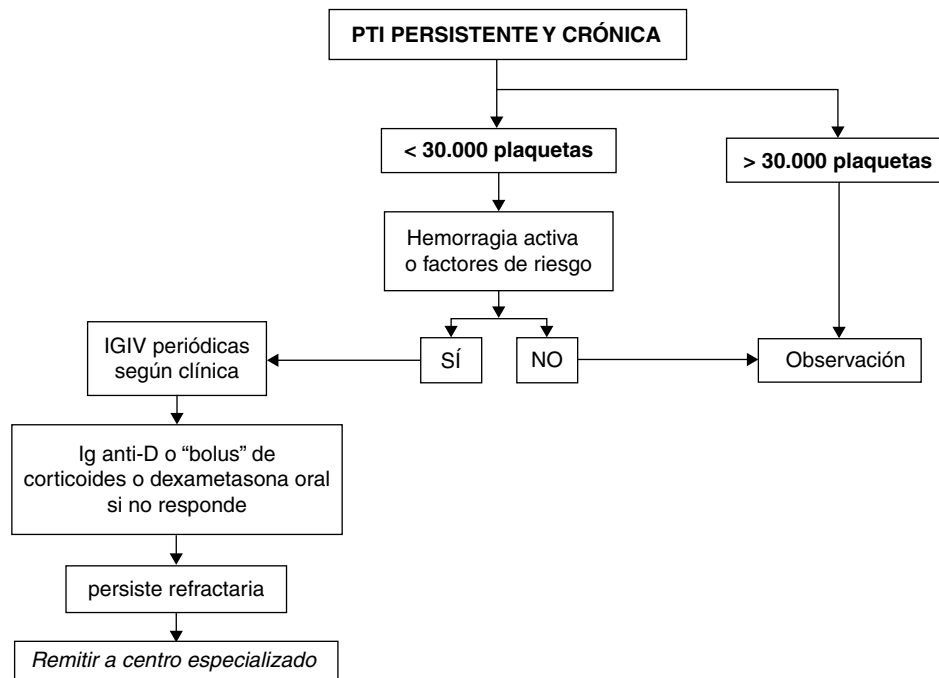 PTI PERSISTENTE Y CRÓNICA
< 30.000 plaquetas
> 30.000 plaquetas
Hemorragia activa
o factores de riesgo
IGIV periódicas
según clínica
SÍ
NO
Observación
Ig anti-D o “bolus” de
corticoides o dexametasona oral
si no responde
persiste refractaria
Remitir a centro especializado